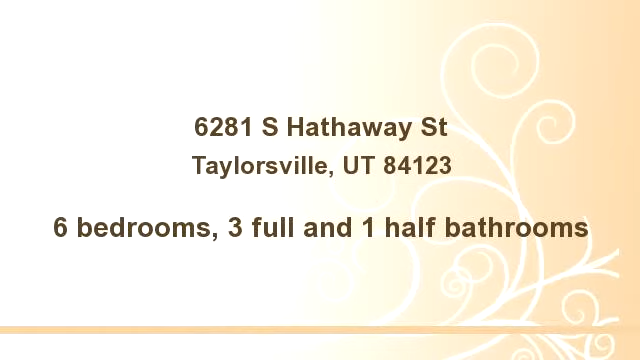 6281 S Hathaway St
Taylorsville, UT 84123
6 bedrooms, 3 full and 1 half bathrooms